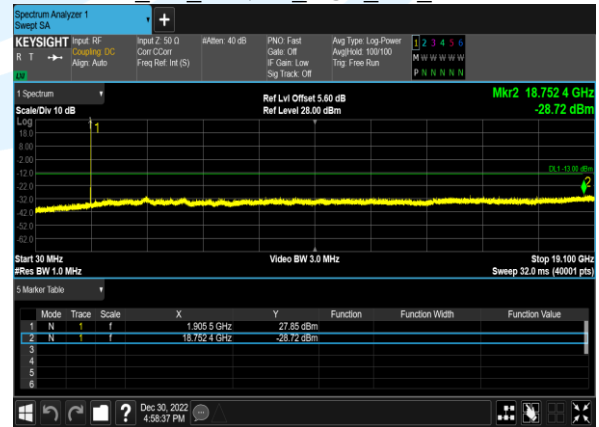 Spectrum Analyzer 1
Swept SA
+
KEYSIGHT Input: RF Input Z: 50 Ω #Atten: 40 dB PNO: Fast Avg Type: Log-Power 1 2 3 4 5 6
R T Coupling: DC Corr CCorr Gate: Off Avg|Hold: 100/100 M W W W W W
Align: Auto Freq Ref: Int (S) IF Gain: Low Trig: Free Run P N N N N N
Sig Track: Off
1 Spectrum Ref Lvl Offset 5.60 dB Mkr2 18.752 4 GHz
Scale/Div 10 dB Ref Level 28.00 dBm -28.72 dBm
Log
18.0
8.00
-2.00
-12.0
-22.0
-32.0
-42.0
-52.0
-62.0
1
DL1 -13.00 dBm
2
Start 30 MHz Video BW 3.0 MHz Stop 19.100 GHz
#Res BW 1.0 MHz Sweep 32.0 ms (40001 pts)
5 Marker Table
Mode Trace Scale X Y Function Function Width Function Value
1 N 1 f 1.905 5 GHz 27.85 dBm
2 N 1 f 18.752 4 GHz -28.72 dBm
3
4
5
6
? Dec 30, 2022
4:58:37 PM